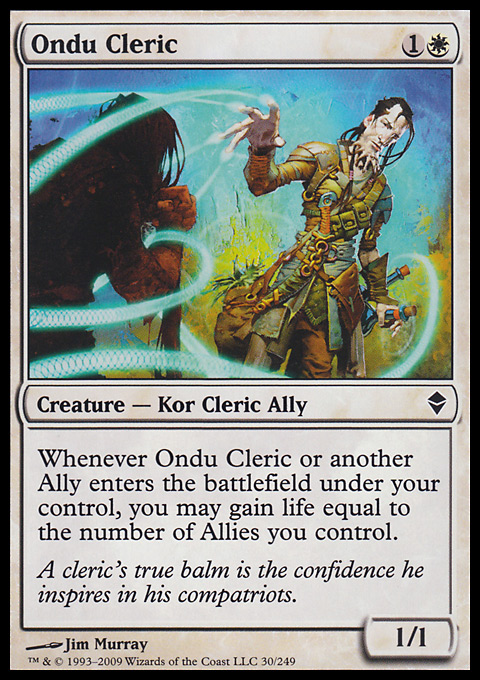 Ondu Cleric 1
Creature — Kor Cleric Ally
Whenever Ondu Cleric or another
Ally enters the battlefield under your
control, you may gain life equal to
the number of Allies you control.
A cleric's true balm is the confidence he
inspires in his compatriots.
Jim Murray
1/1
™ & © 1993–2009 Wizards of the Coast LLC 30/249